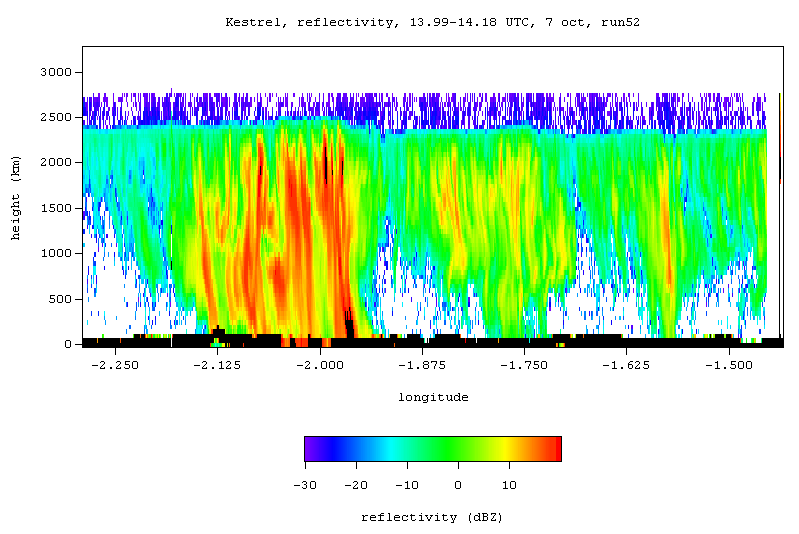 Kestrel, reflectivity, 13.99-14.18 UTC, 7 oct, run52
3000
2500
2000
1500
1000
500
0
height (km)
-2.250 -2.125 -2.000 -1.875 -1.750 -1.625 -1.500
longitude
-30 -20 -10 0 10
reflectivity (dBZ)